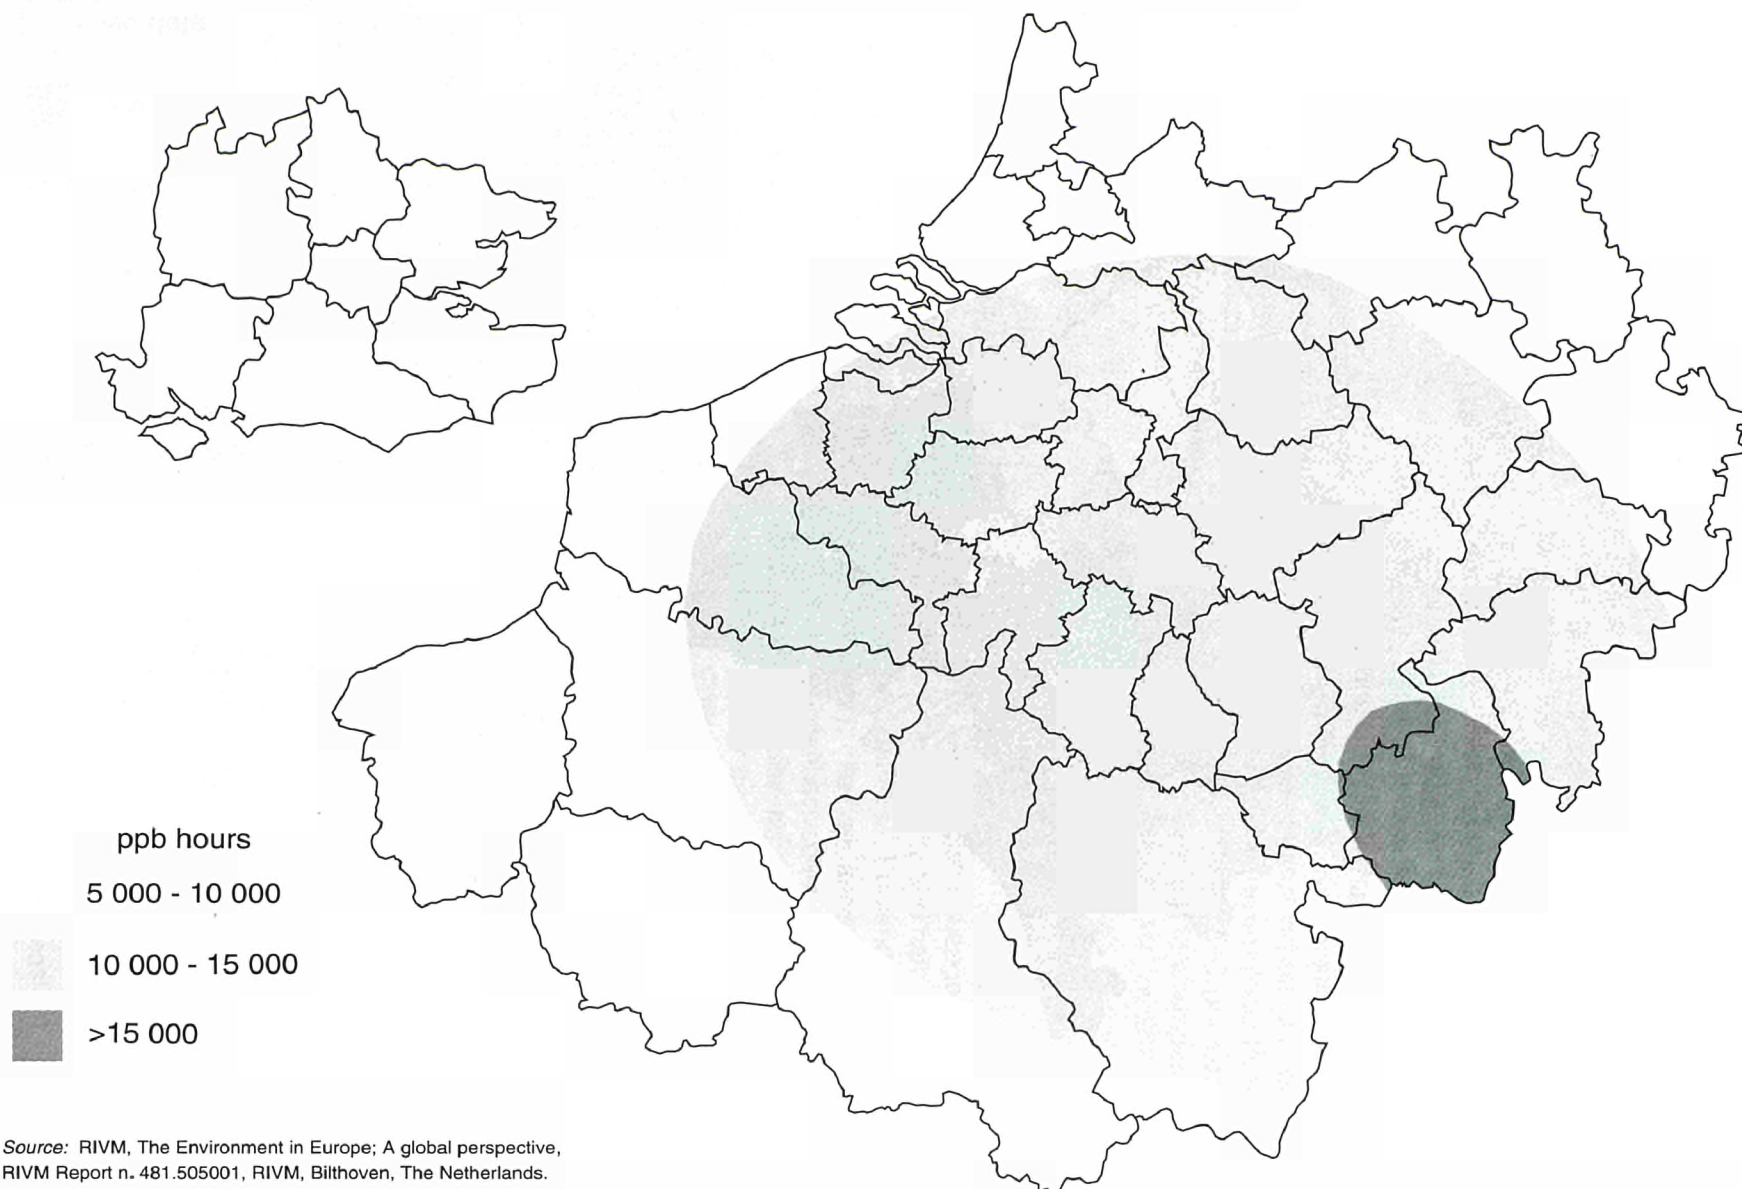 ppb hours
5 000 - 10 000
10 000 - 15 000
>15 000
Source: RIVM, The Environment in Europe; A global perspective,
RIVM Report n. 481.505001, RIVM, Bilthoven, The Netherlands.